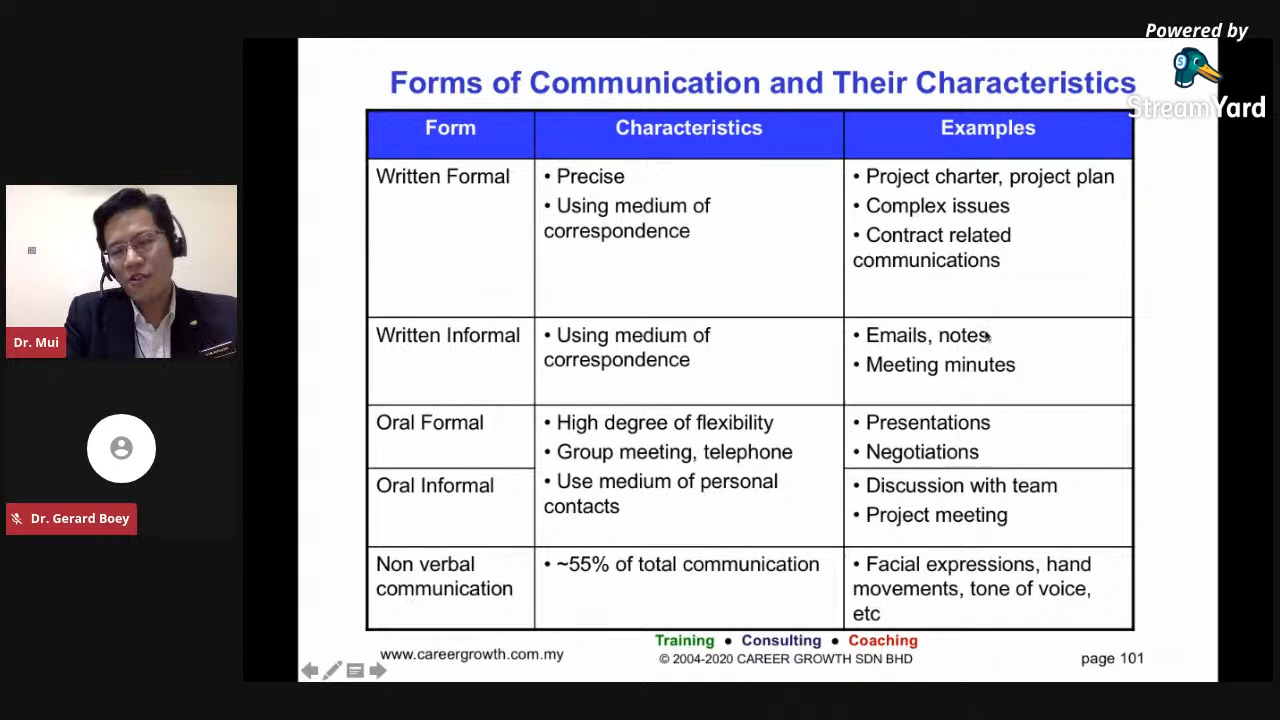 Powered by
StreamYard
Forms of Communication and Their Characteristics
Form
Characteristics
Examples
Written Formal
• Precise
• Using medium of
correspondence
• Project charter, project plan
• Complex issues
• Contract related
communications
Written Informal
• Using medium of
correspondence
• Emails, notes
• Meeting minutes
Oral Formal
• High degree of flexibility
• Group meeting, telephone
• Use medium of personal
contacts
• Presentations
• Negotiations
Oral Informal
• Discussion with team
• Project meeting
Non verbal
communication
• ~55% of total communication
• Facial expressions, hand
movements, tone of voice,
etc
Training • Consulting • Coaching
www.careergrowth.com.my
© 2004-2020 CAREER GROWTH SDN BHD
page 101
Dr. Mui
Dr. Gerard Boey